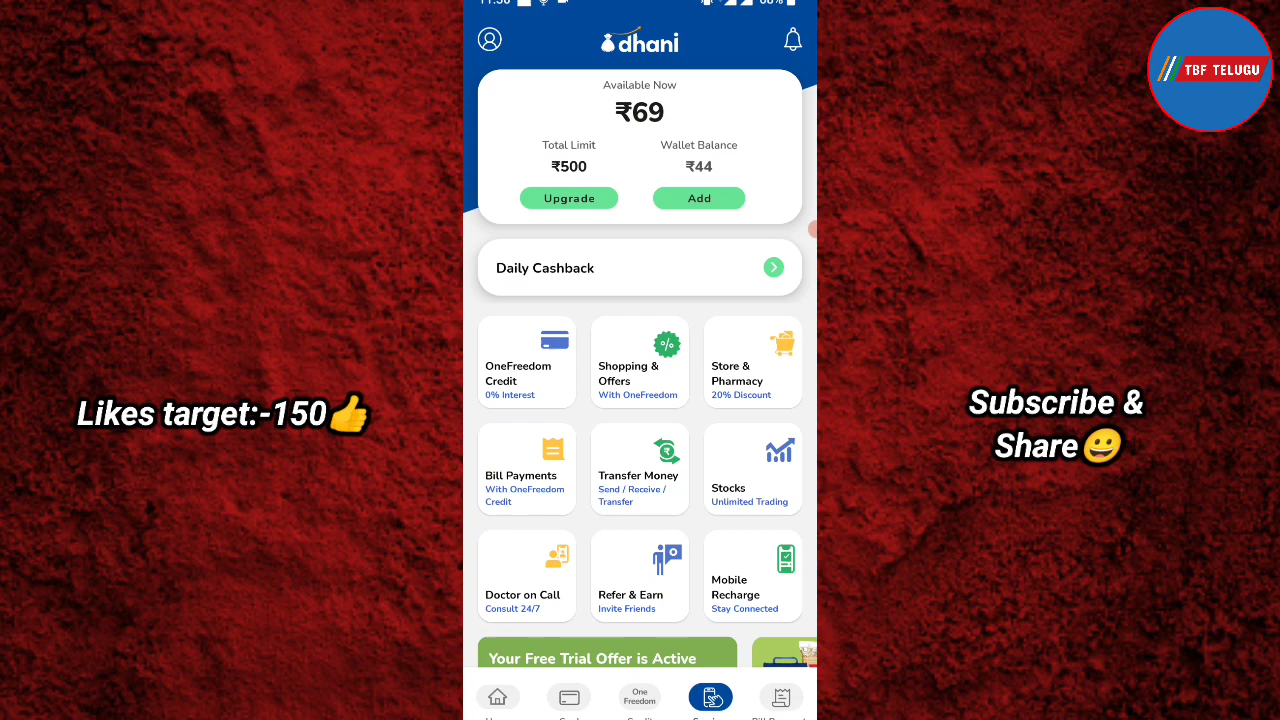 11:50
dhani
TBF TELUGU
Available Now
₹69
Total Limit
Wallet Balance
₹500
₹44
Upgrade
Add
Daily Cashback
OneFreedom
Credit
0% Interest
Shopping &
Offers
With OneFreedom
Store &
Pharmacy
20% Discount
Likes target:-150👍
Subscribe &
Share😀
Bill Payments
With OneFreedom
Credit
Transfer Money
Send / Receive /
Transfer
Stocks
Unlimited Trading
Doctor on Call
Consult 24/7
Refer & Earn
Invite Friends
Mobile
Recharge
Stay Connected
Your Free Trial Offer is Active
One
Freedom